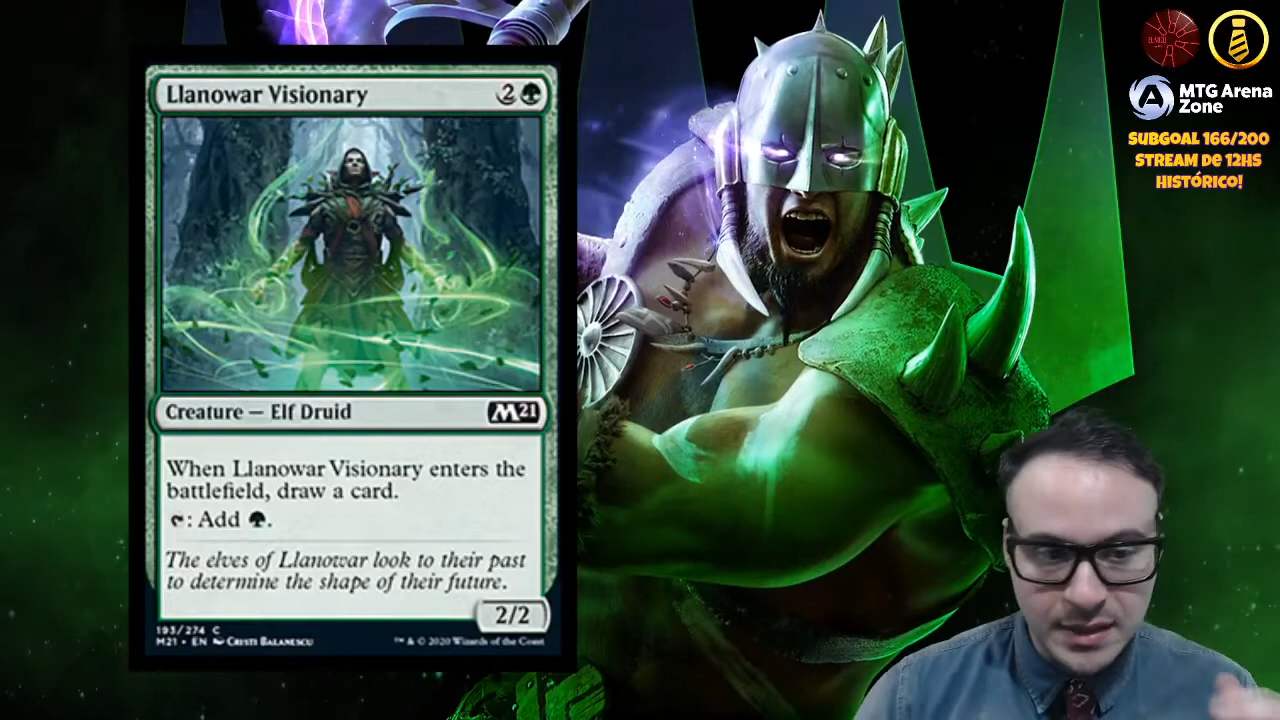 Llanowar Visionary 2
Creature — Elf Druid M21
When Llanowar Visionary enters the
battlefield, draw a card.
: Add .
The elves of Llanowar look to their past
to determine the shape of their future.
2/2
193/274 C
M21 • EN CRISTI BALANESCU
™ & © 2020 Wizards of the Coast
MTG Arena
Zone
SUBGOAL 166/200
STREAM DE 12HS
HISTÓRICO!